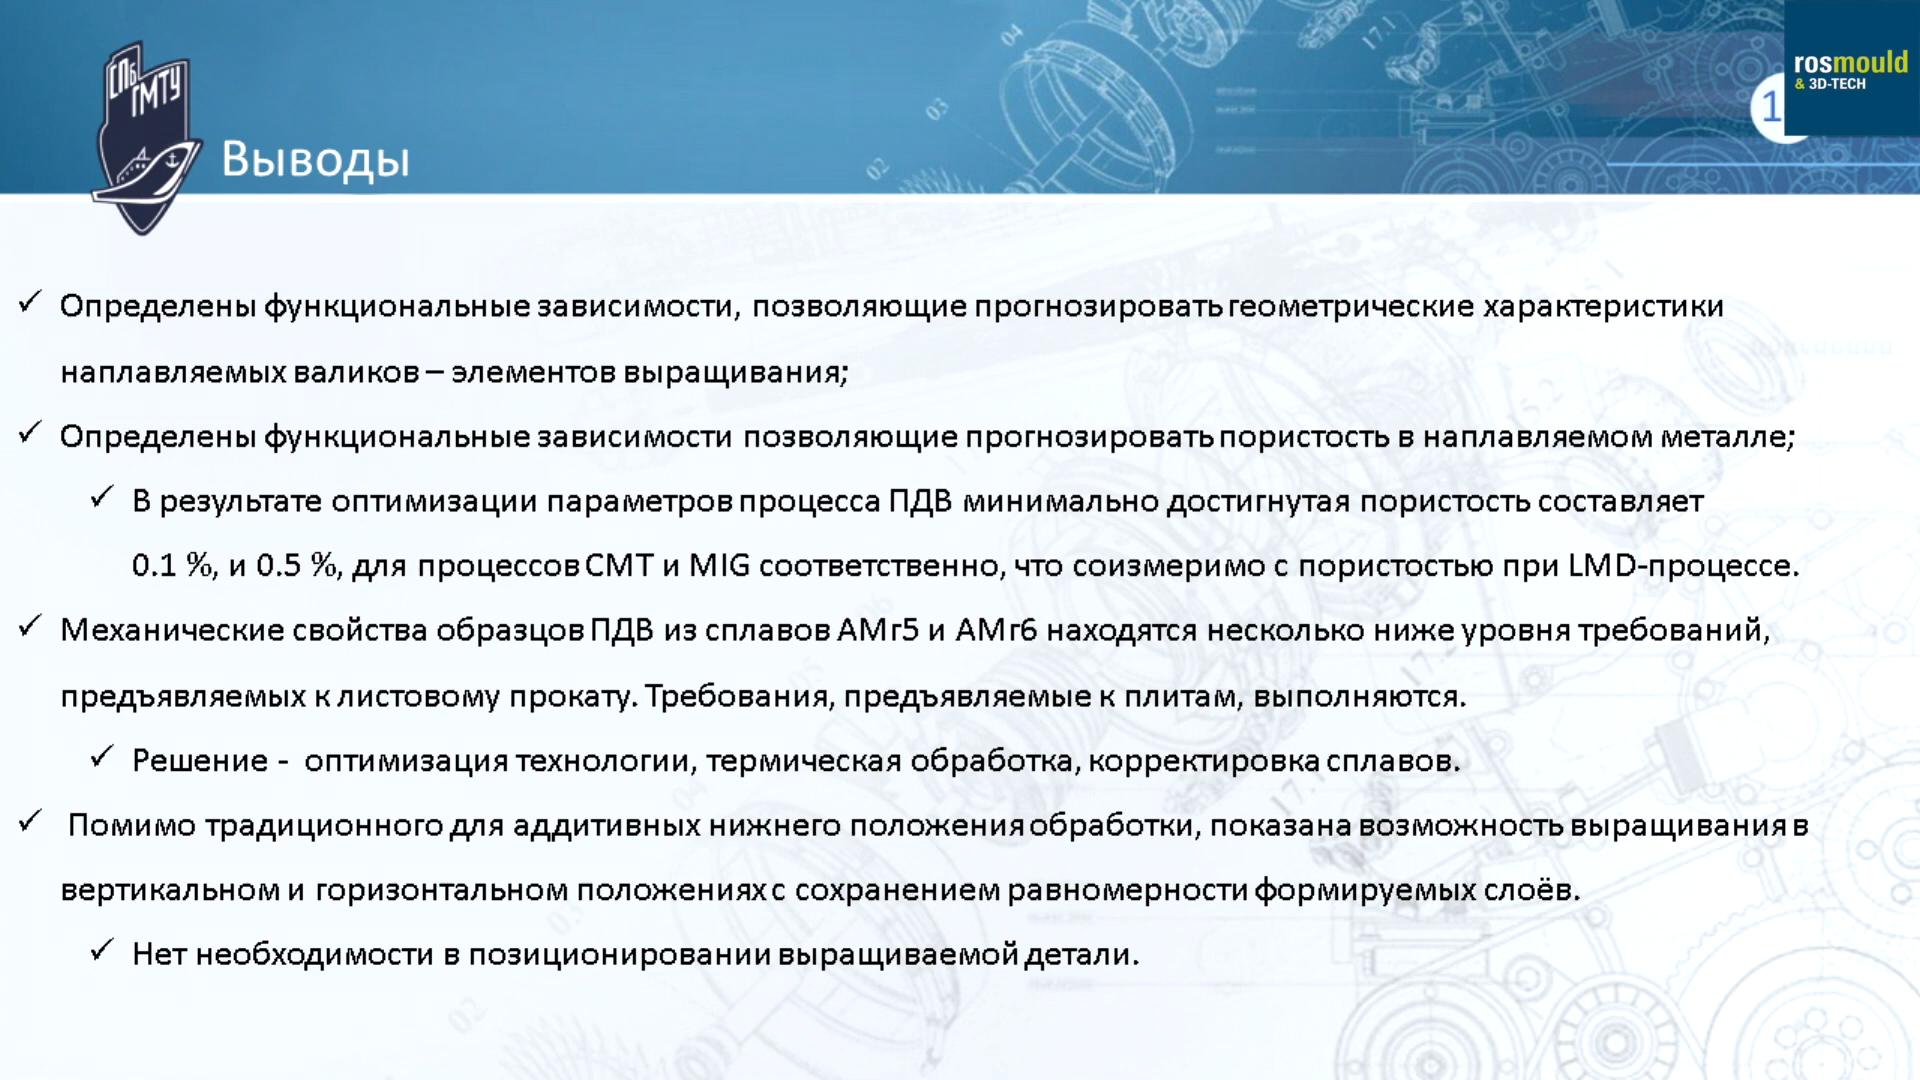 СПб
ГМТУ
Выводы
1
rosmould
& 3D-TECH
✓ Определены функциональные зависимости, позволяющие прогнозировать геометрические характеристики
наплавляемых валиков – элементов выращивания;
✓ Определены функциональные зависимости позволяющие прогнозировать пористость в наплавляемом металле;
✓ В результате оптимизации параметров процесса ПДВ минимально достигнутая пористость составляет
0.1 %, и 0.5 %, для процессов CMT и MIG соответственно, что соизмеримо с пористостью при LMD-процессе.
✓ Механические свойства образцов ПДВ из сплавов АМг5 и АМг6 находятся несколько ниже уровня требований,
предъявляемых к листовому прокату. Требования, предъявляемые к плитам, выполняются.
✓ Решение - оптимизация технологии, термическая обработка, корректировка сплавов.
✓ Помимо традиционного для аддитивных нижнего положения обработки, показана возможность выращивания в
вертикальном и горизонтальном положениях с сохранением равномерности формируемых слоёв.
✓ Нет необходимости в позиционировании выращиваемой детали.
04
03
02
17.1